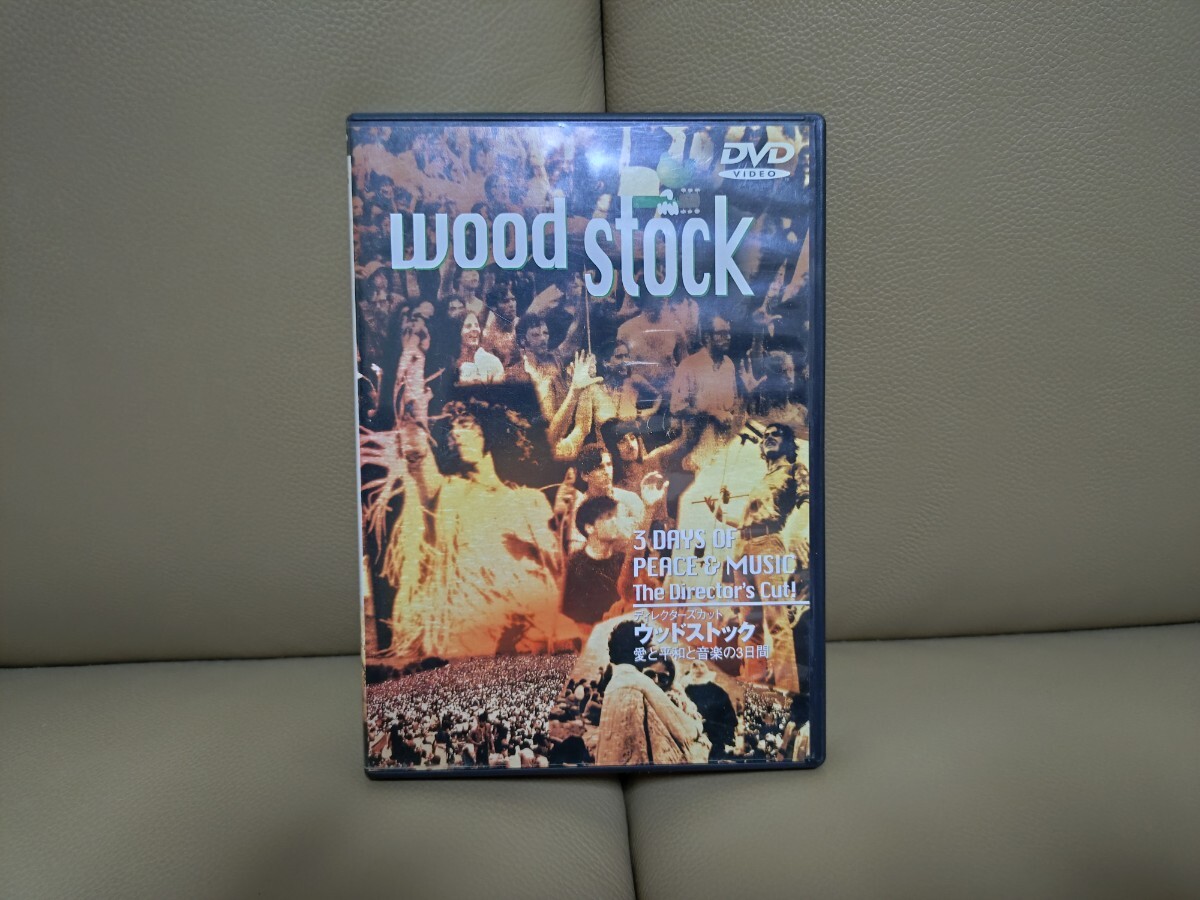 DVD
VIDEO
wood stock
3 DAYS OF
PEACE & MUSIC
The Director's Cut!
ディレクターズカット
ウッドストック
愛と平和と音楽の3日間